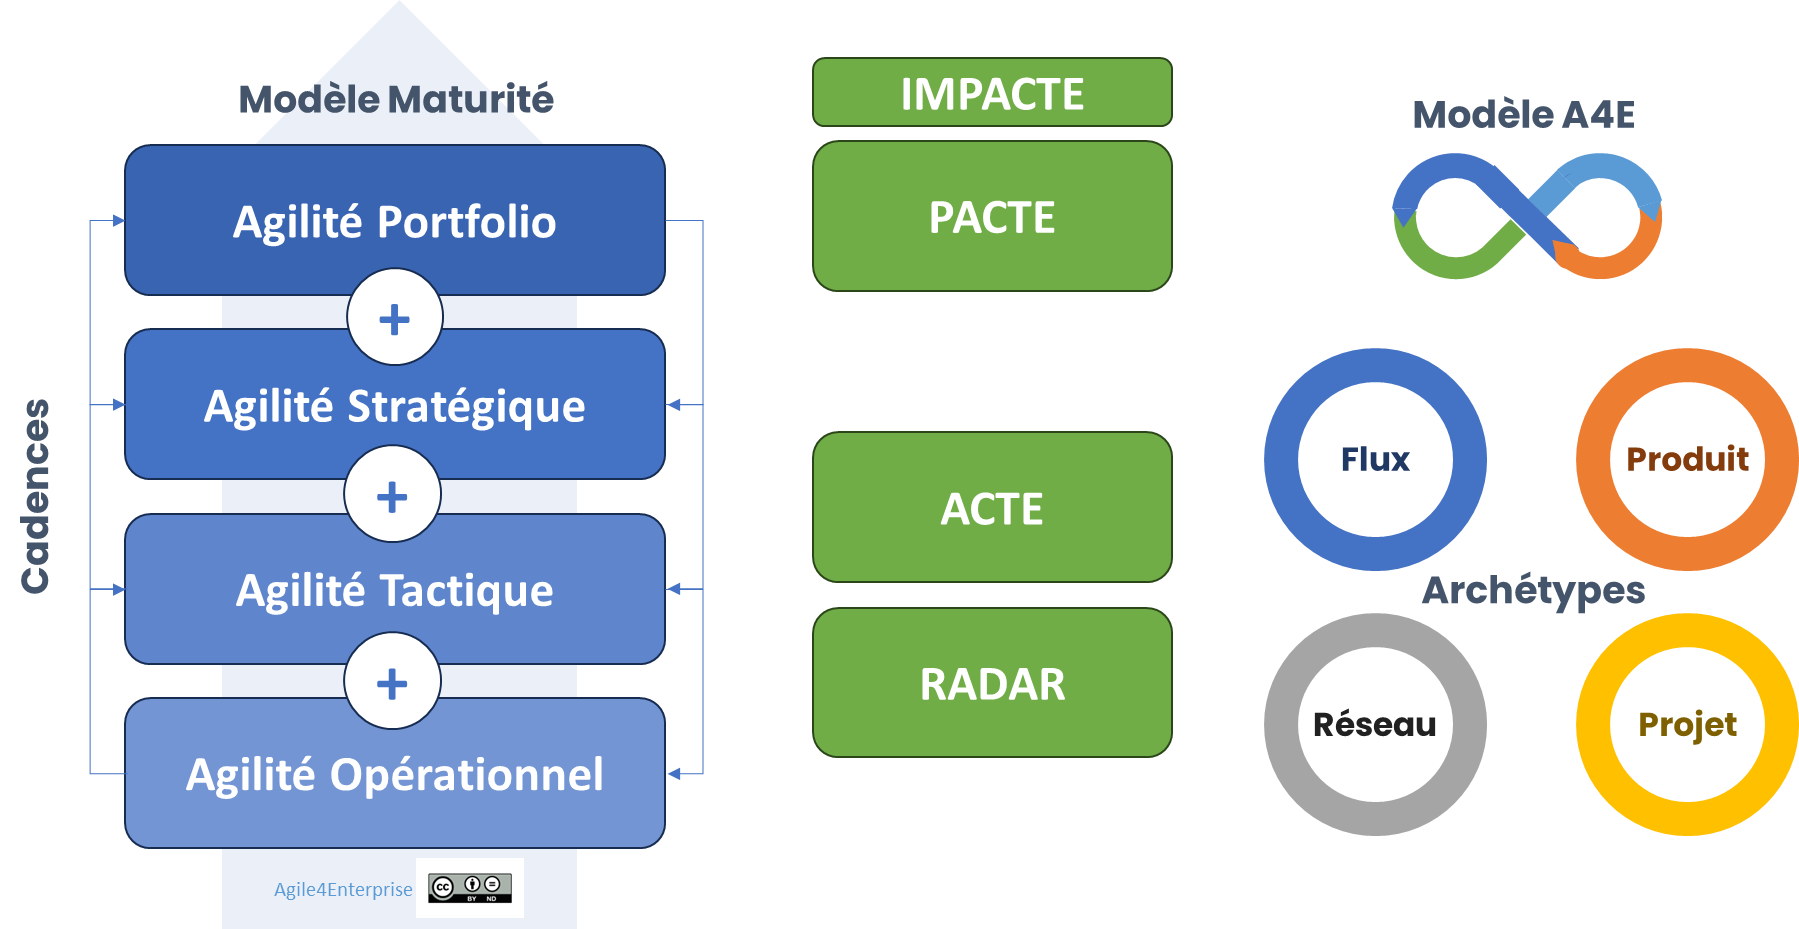 Modèle Maturité
Agilité Portfolio
+
Agilité Stratégique
+
Agilité Tactique
+
Agilité Opérationnel
Cadences
Agile4Enterprise
CC
BY ND
IMPACTE
PACTE
ACTE
RADAR
Modèle A4E
Flux
Produit
Archétypes
Réseau
Projet